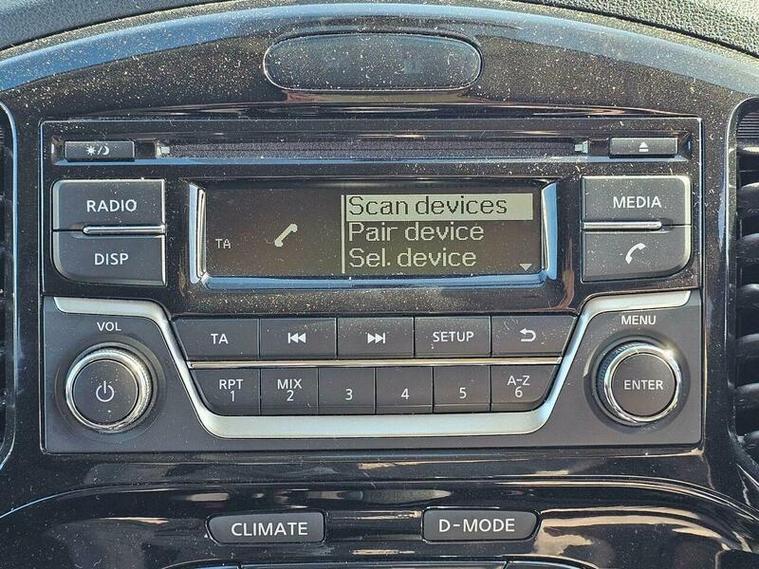 RADIO
DISP
TA
Scan devices
Pair device
Sel. device
MEDIA
VOL
TA
SETUP
MENU
RPT 1
MIX 2
3
4
5
A-Z 6
ENTER
CLIMATE
D-MODE